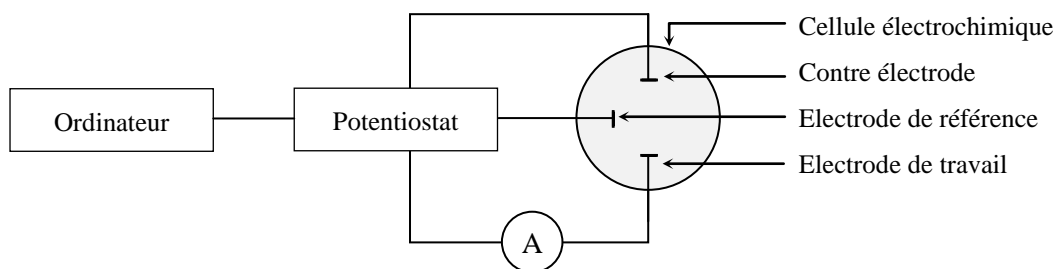 Cellule électrochimique
Contre électrode
Ordinateur
Potentiostat
Electrode de référence
Electrode de travail
A